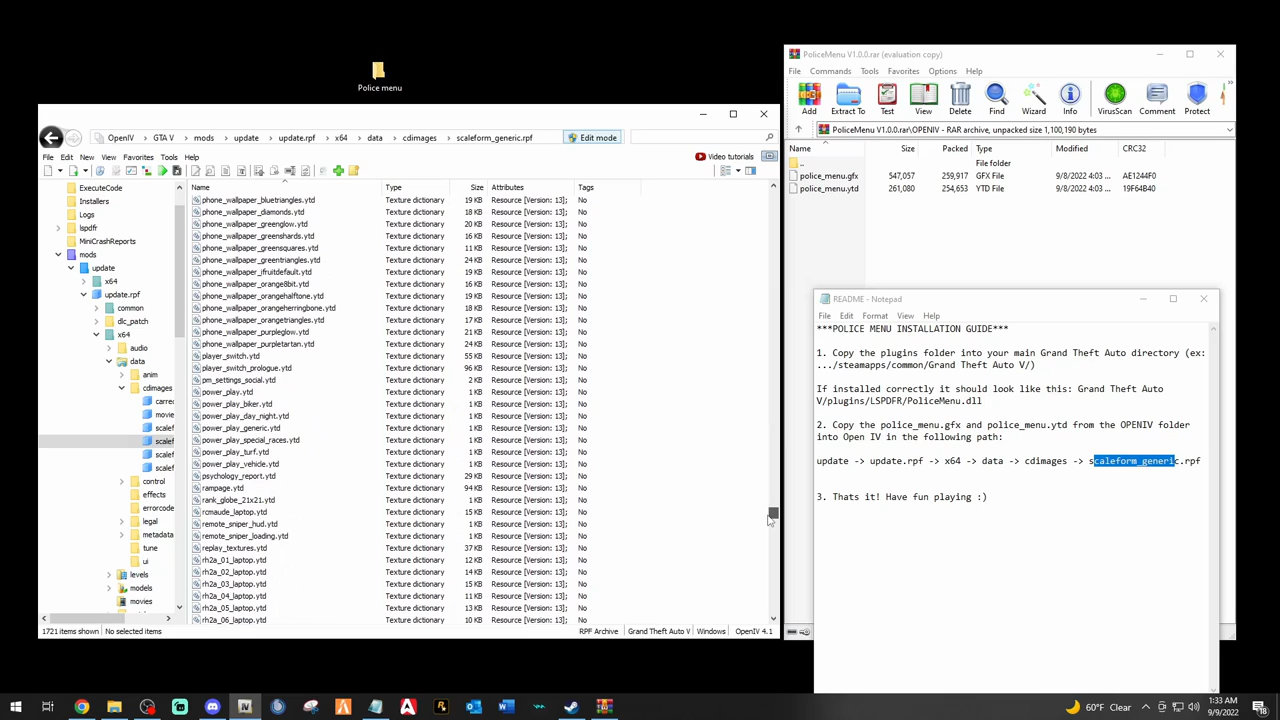 Police menu
OpenIV GTA V mods update update.rpf x64 data cdimages scaleform_generic.rpf Edit mode
File Edit New View Favorites Tools Help Video tutorials
Name Type Size Attributes Tags
ExecuteCode
Installers
Logs
lspdfr
MiniCrashReports
mods
update
x64
update.rpf
common
dlc_patch
x64
audio
data
anim
cdimages
carrec
movie
scalef
scalef
scalef
scalef
control
effects
errorcode
legal
metadata
tune
ui
levels
models
movies
phone_wallpaper_bluetriangles.ytd Texture dictionary 19 KB Resource [Version: 13]; No
phone_wallpaper_diamonds.ytd Texture dictionary 18 KB Resource [Version: 13]; No
phone_wallpaper_greenglow.ytd Texture dictionary 20 KB Resource [Version: 13]; No
phone_wallpaper_greenshards.ytd Texture dictionary 16 KB Resource [Version: 13]; No
phone_wallpaper_greensquares.ytd Texture dictionary 11 KB Resource [Version: 13]; No
phone_wallpaper_greentriangles.ytd Texture dictionary 24 KB Resource [Version: 13]; No
phone_wallpaper_ifruitdefault.ytd Texture dictionary 19 KB Resource [Version: 13]; No
phone_wallpaper_orange8bit.ytd Texture dictionary 16 KB Resource [Version: 13]; No
phone_wallpaper_orangehalftone.ytd Texture dictionary 19 KB Resource [Version: 13]; No
phone_wallpaper_orangeherringbone.ytd Texture dictionary 16 KB Resource [Version: 13]; No
phone_wallpaper_orangetriangles.ytd Texture dictionary 17 KB Resource [Version: 13]; No
phone_wallpaper_purpleglow.ytd Texture dictionary 21 KB Resource [Version: 13]; No
phone_wallpaper_purpletartan.ytd Texture dictionary 24 KB Resource [Version: 13]; No
player_switch.ytd Texture dictionary 55 KB Resource [Version: 13]; No
player_switch_prologue.ytd Texture dictionary 96 KB Resource [Version: 13]; No
pm_settings_social.ytd Texture dictionary 2 KB Resource [Version: 13]; No
power_play.ytd Texture dictionary 4 KB Resource [Version: 13]; No
power_play_biker.ytd Texture dictionary 4 KB Resource [Version: 13]; No
power_play_day_night.ytd Texture dictionary 4 KB Resource [Version: 13]; No
power_play_generic.ytd Texture dictionary 4 KB Resource [Version: 13]; No
power_play_special_races.ytd Texture dictionary 4 KB Resource [Version: 13]; No
power_play_turf.ytd Texture dictionary 4 KB Resource [Version: 13]; No
power_play_vehicle.ytd Texture dictionary 4 KB Resource [Version: 13]; No
psychology_report.ytd Texture dictionary 29 KB Resource [Version: 13]; No
rampage.ytd Texture dictionary 94 KB Resource [Version: 13]; No
rank_globe_21x21.ytd Texture dictionary 1 KB Resource [Version: 13]; No
rcmaude_laptop.ytd Texture dictionary 15 KB Resource [Version: 13]; No
remote_sniper_hud.ytd Texture dictionary 1 KB Resource [Version: 13]; No
remote_sniper_loading.ytd Texture dictionary 1 KB Resource [Version: 13]; No
replay_textures.ytd Texture dictionary 37 KB Resource [Version: 13]; No
rh2a_01_laptop.ytd Texture dictionary 12 KB Resource [Version: 13]; No
rh2a_02_laptop.ytd Texture dictionary 14 KB Resource [Version: 13]; No
rh2a_03_laptop.ytd Texture dictionary 15 KB Resource [Version: 13]; No
rh2a_04_laptop.ytd Texture dictionary 11 KB Resource [Version: 13]; No
rh2a_05_laptop.ytd Texture dictionary 13 KB Resource [Version: 13]; No
rh2a_06_laptop.ytd Texture dictionary 10 KB Resource [Version: 13]; No
1721 items shown No selected items RPF Archive Grand Theft Auto V Windows OpenIV 4.1
PoliceMenu V1.0.0.rar (evaluation copy)
File Commands Tools Favorites Options Help
Add Extract To Test View Delete Find Wizard Info VirusScan Comment Protect
PoliceMenu V1.0.0.rar\OPENIV - RAR archive, unpacked size 1,100,190 bytes
Name Size Packed Type Modified CRC32
.. File folder
police_menu.gfx 547,057 259,917 GFX File 9/8/2022 4:03 ... AE1244F0
police_menu.ytd 261,080 254,653 YTD File 9/8/2022 4:03 ... 19F64B40
README - Notepad
File Edit Format View Help
***POLICE MENU INSTALLATION GUIDE***
1. Copy the plugins folder into your main Grand Theft Auto directory (ex:
.../steamapps/common/Grand Theft Auto V/)
If installed correctly it should look like this: Grand Theft Auto
V/plugins/LSPDFR/PoliceMenu.dll
2. Copy the police_menu.gfx and police_menu.ytd from the OPENIV folder
into Open IV in the following path:
update -> update.rpf -> x64 -> data -> cdimages -> scaleform_generic.rpf
3. Thats it! Have fun playing :)
60°F Clear
1:33 AM
9/9/2022
18